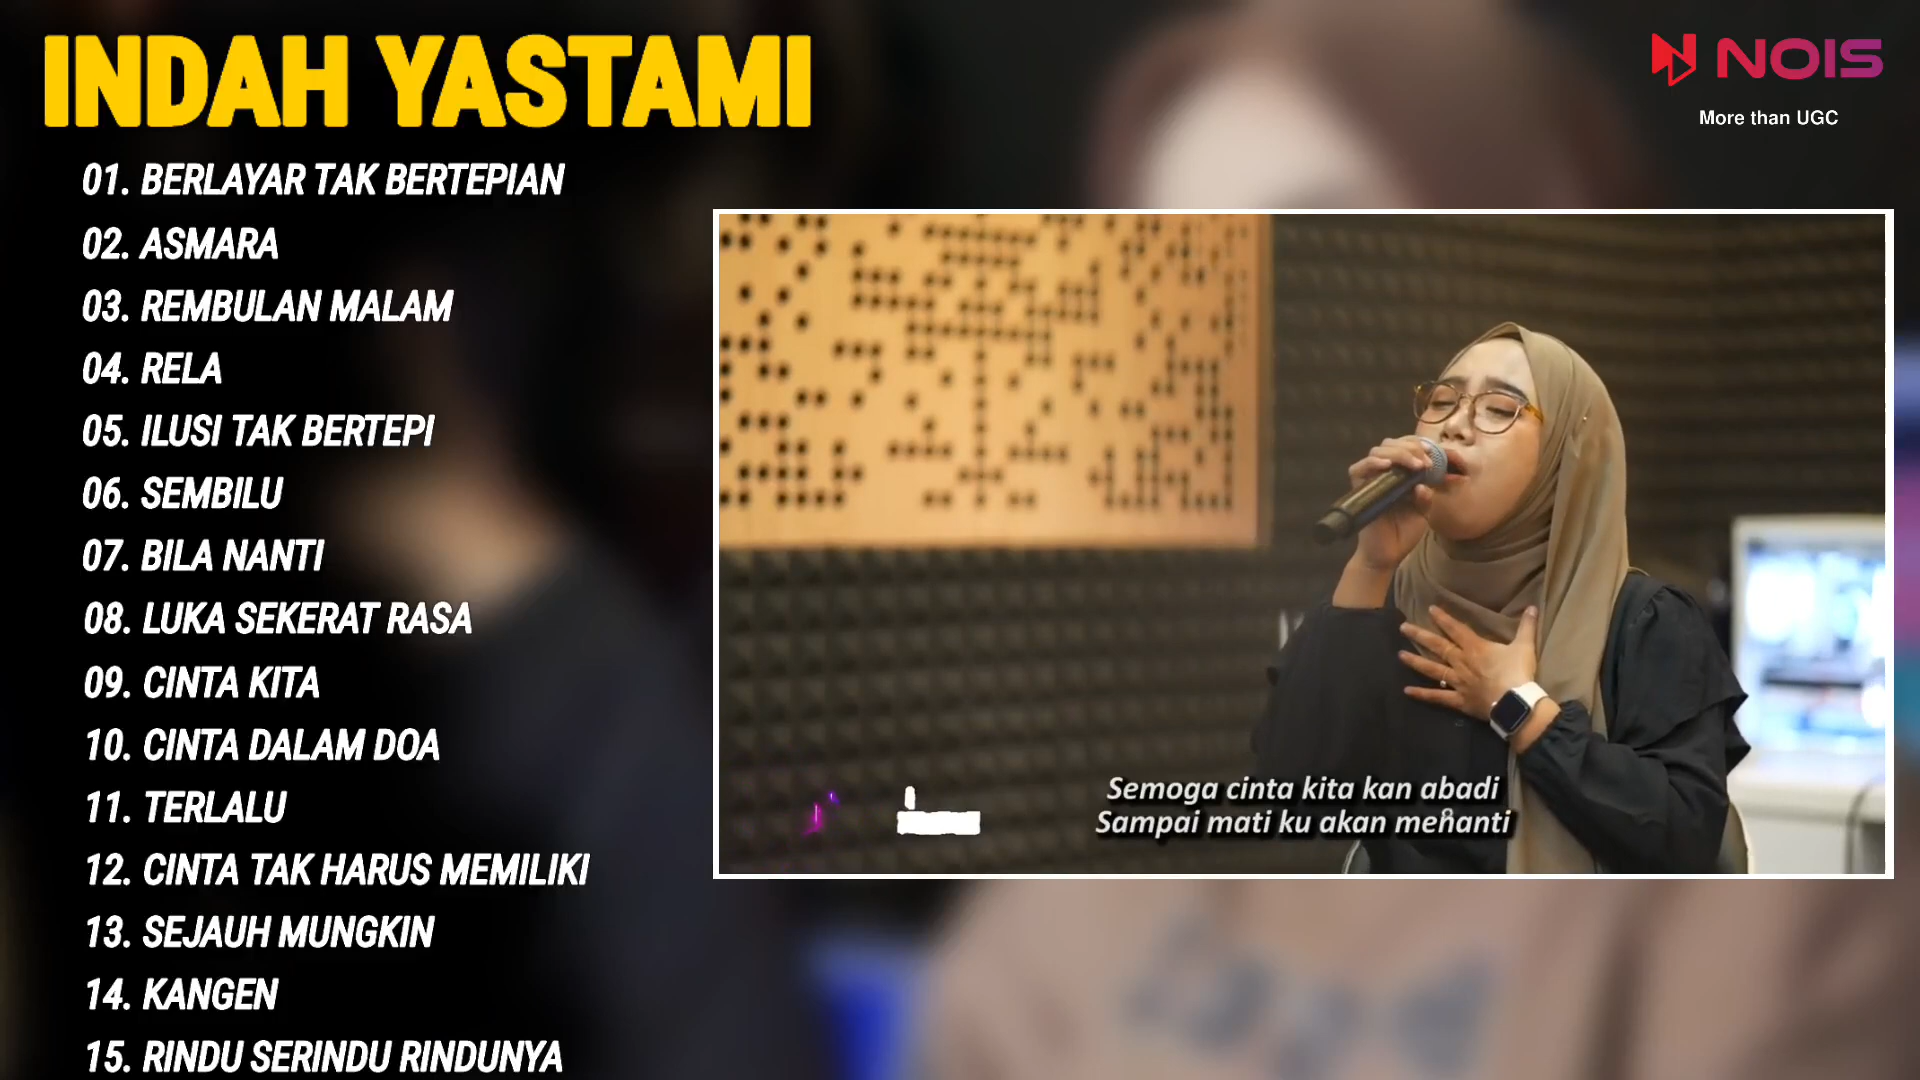 INDAH YASTAMI
NOIS
More than UGC
01. BERLAYAR TAK BERTEPIAN
02. ASMARA
03. REMBULAN MALAM
04. RELA
05. ILUSI TAK BERTEPI
06. SEMBILU
07. BILA NANTI
08. LUKA SEKERAT RASA
09. CINTA KITA
10. CINTA DALAM DOA
11. TERLALU
12. CINTA TAK HARUS MEMILIKI
13. SEJAUH MUNGKIN
14. KANGEN
15. RINDU SERINDU RINDUNYA
Semoga cinta kita kan abadi
Sampai mati ku akan menanti